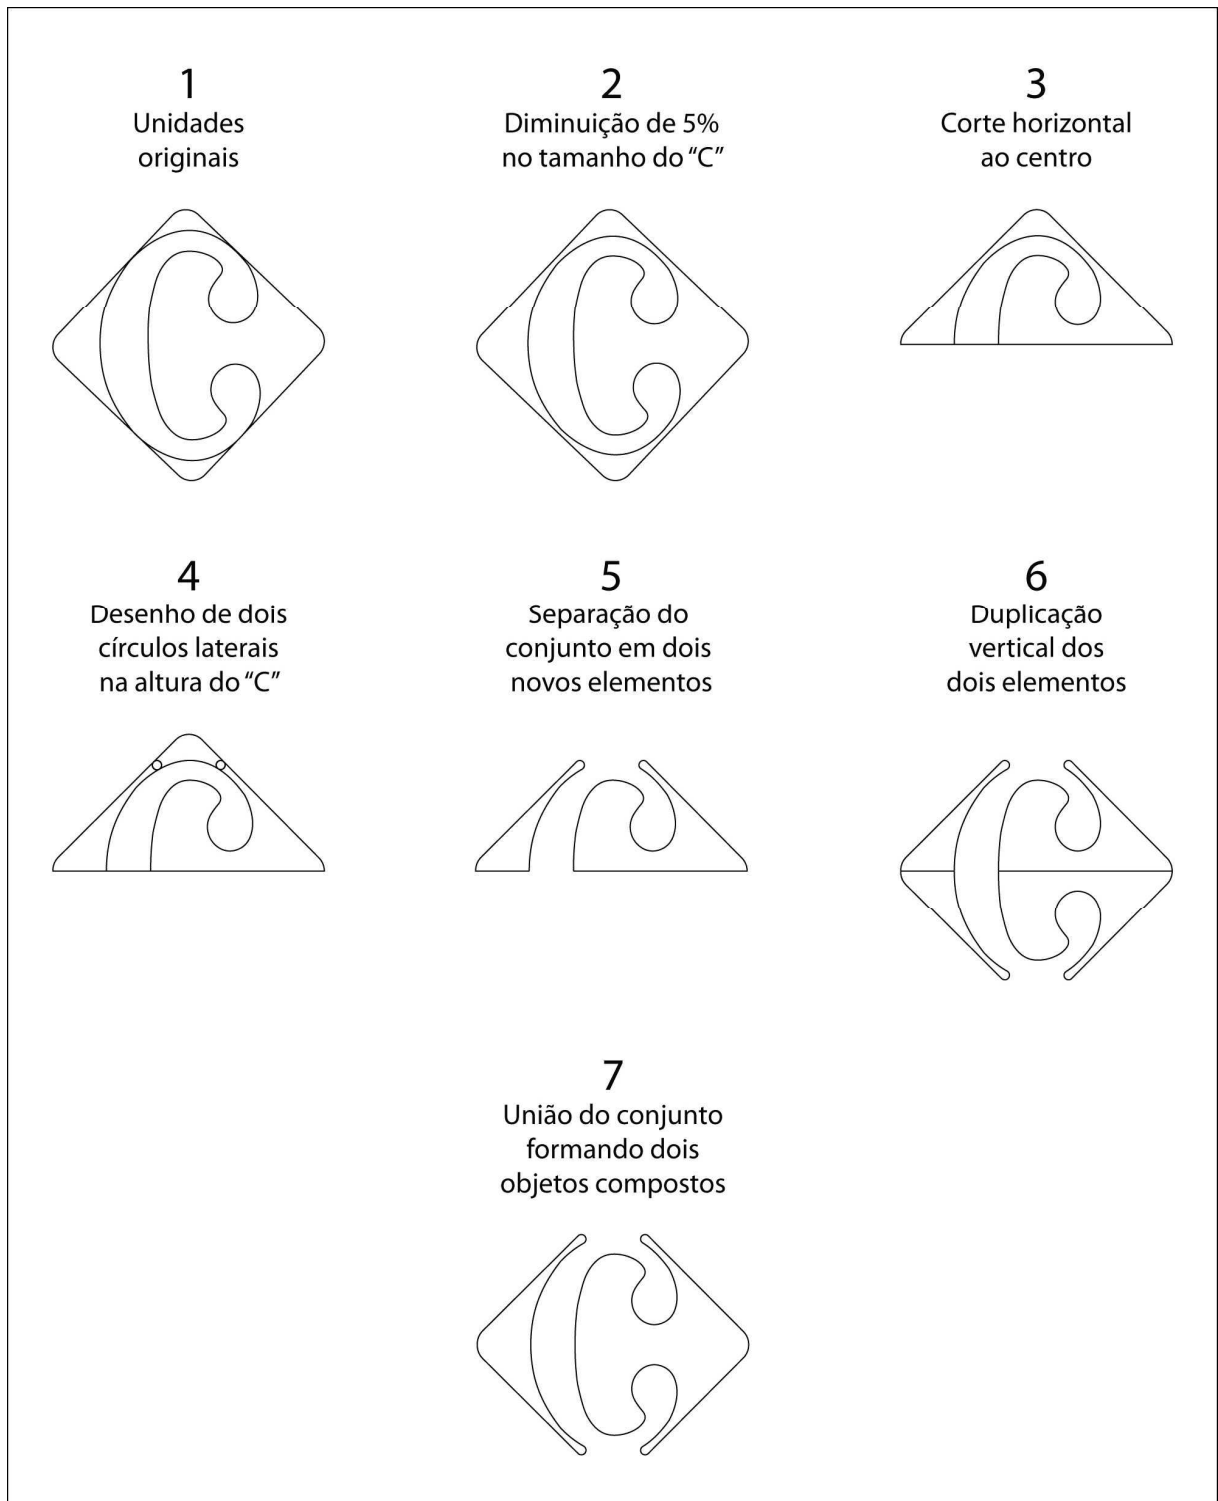 1
Unidades
originais
2
Diminuição de 5%
no tamanho do “C”
3
Corte horizontal
ao centro
4
Desenho de dois
círculos laterais
na altura do “C”
5
Separação do
conjunto em dois
novos elementos
6
Duplicação
vertical dos
dois elementos
7
União do conjunto
formando dois
objetos compostos